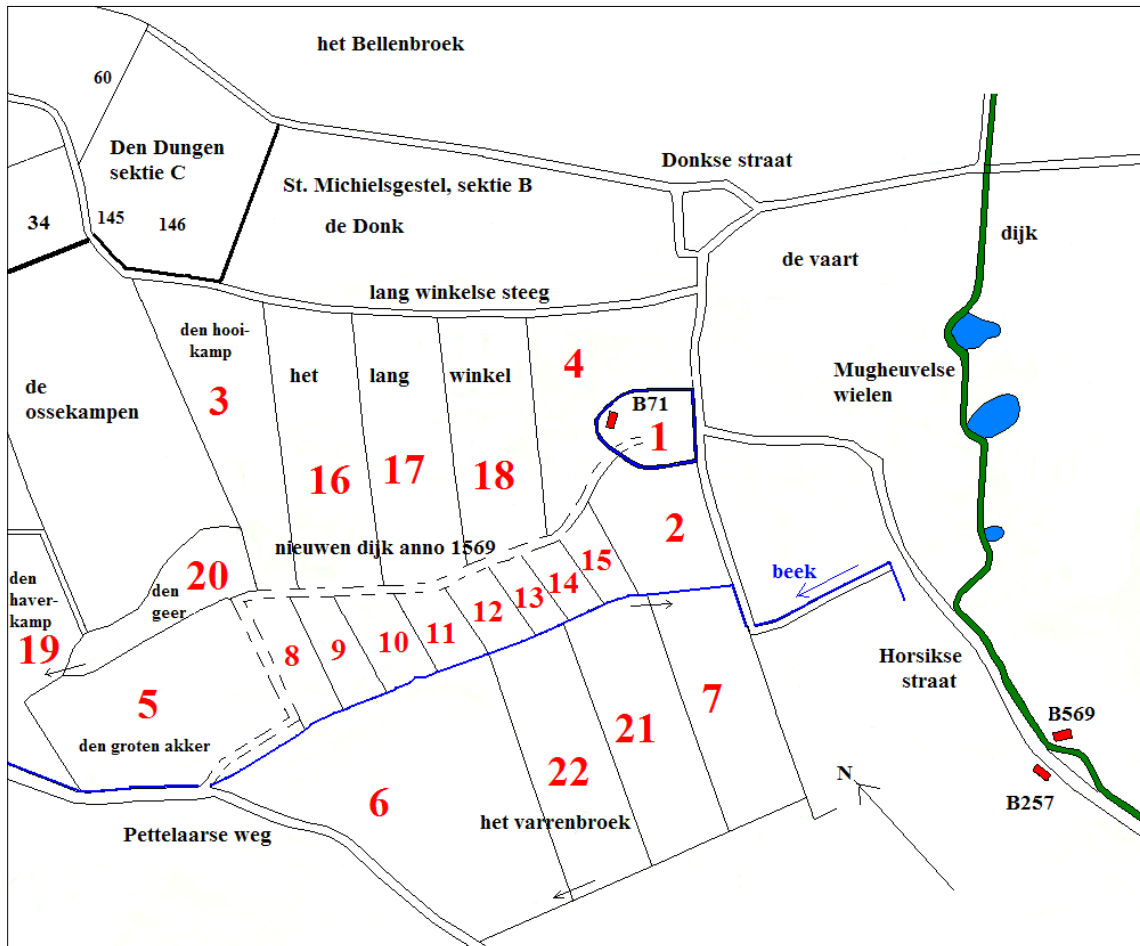 het Bellenbroek
60
Den Dungen
sektie C
Donkse straat
St. Michielsgestel, sektie B
34
145
146
de Donk
dijk
de vaart
lang winkelse steeg
den hooi-
kamp
3
het
lang
winkel
4
Mugheuvelse
wielen
de
ossekampen
B71
1
16
17
18
2
nieuwen dijk anno 1569
15
14
13
12
11
10
9
8
20
den
geer
den
haver-
kamp
19
beek
Horsikse
straat
5
den groten akker
7
21
22
6
B569
B257
N
het varrenbroek
Pettelaarse weg